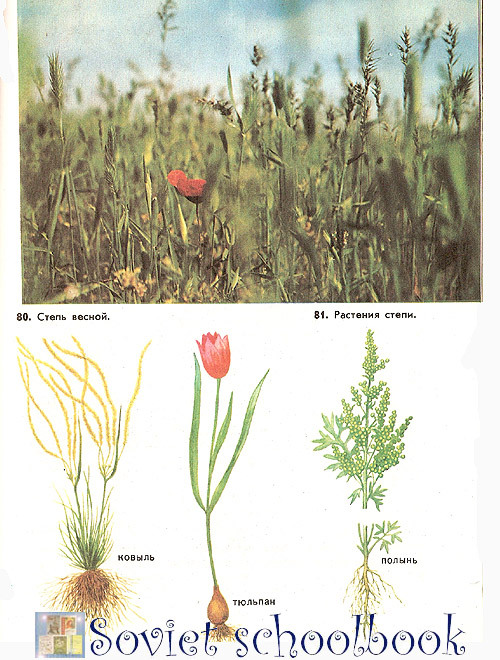 80. Степь весной.
81. Растения степи.
ковыль
тюльпан
полынь
Soviet schoolbook